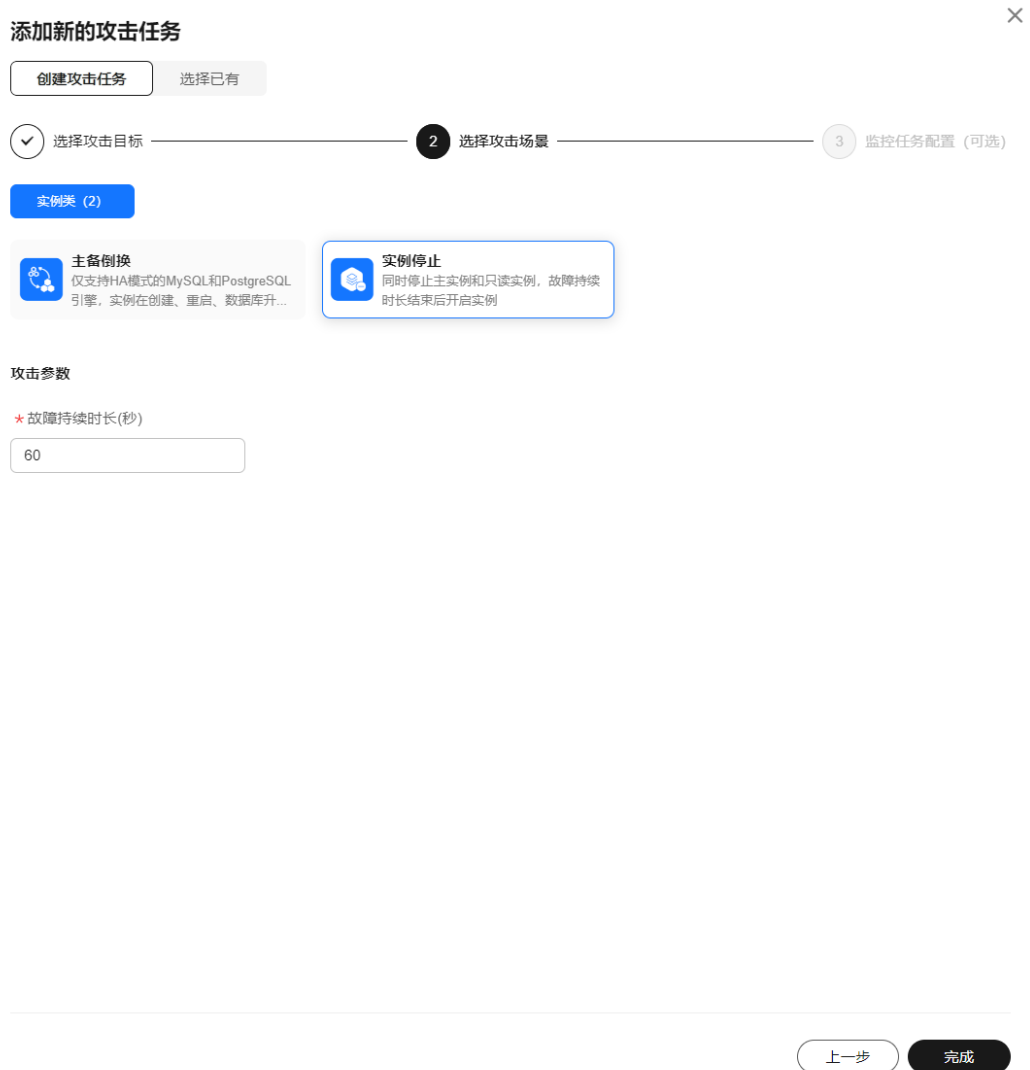 添加新的攻击任务
创建攻击任务
选择已有
选择攻击目标
2
选择攻击场景
3
监控任务配置（可选）
实例类（2）
主备倒换
仅支持HA模式的MySQL和PostgreSQL
引擎，实例在创建、重启、数据库升...
实例停止
同时停止主实例和只读实例，故障持续
时长结束后开启实例
攻击参数
*故障持续时长(秒)
60
上一步
完成